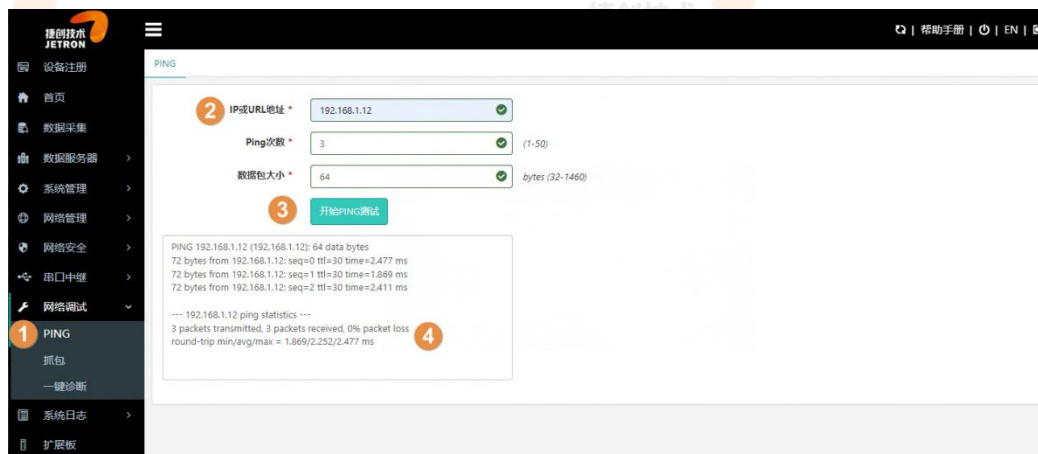 捷创技术
JETRON
帮助手册 | | EN |
设备注册
首页
数据采集
数据服务器
系统管理
网络管理
网络安全
串口中继
网络调试
1
PING
抓包
一键诊断
系统日志
扩展板
PING
2 IP或URL地址 * 192.168.1.12
Ping次数 * 3 (1-50)
数据包大小 * 64 bytes (32-1460)
3 开始PING测试
PING 192.168.1.12 (192.168.1.12): 64 data bytes
72 bytes from 192.168.1.12: seq=0 ttl=30 time=2.477 ms
72 bytes from 192.168.1.12: seq=1 ttl=30 time=1.869 ms
72 bytes from 192.168.1.12: seq=2 ttl=30 time=2.411 ms
--- 192.168.1.12 ping statistics ---
3 packets transmitted, 3 packets received, 0% packet loss
round-trip min/avg/max = 1.869/2.252/2.477 ms
4